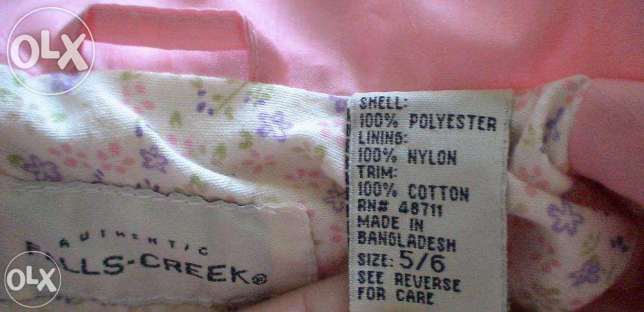 OLX
SHELL:
100% POLYESTER
LINING:
100% NYLON
TRIM:
100% COTTON
RN# 48711
MADE IN
BANGLADESH
SIZE: 5/6
SEE REVERSE
FOR CARE
AUTHENTIC
FALLS-CREEK®
OLX